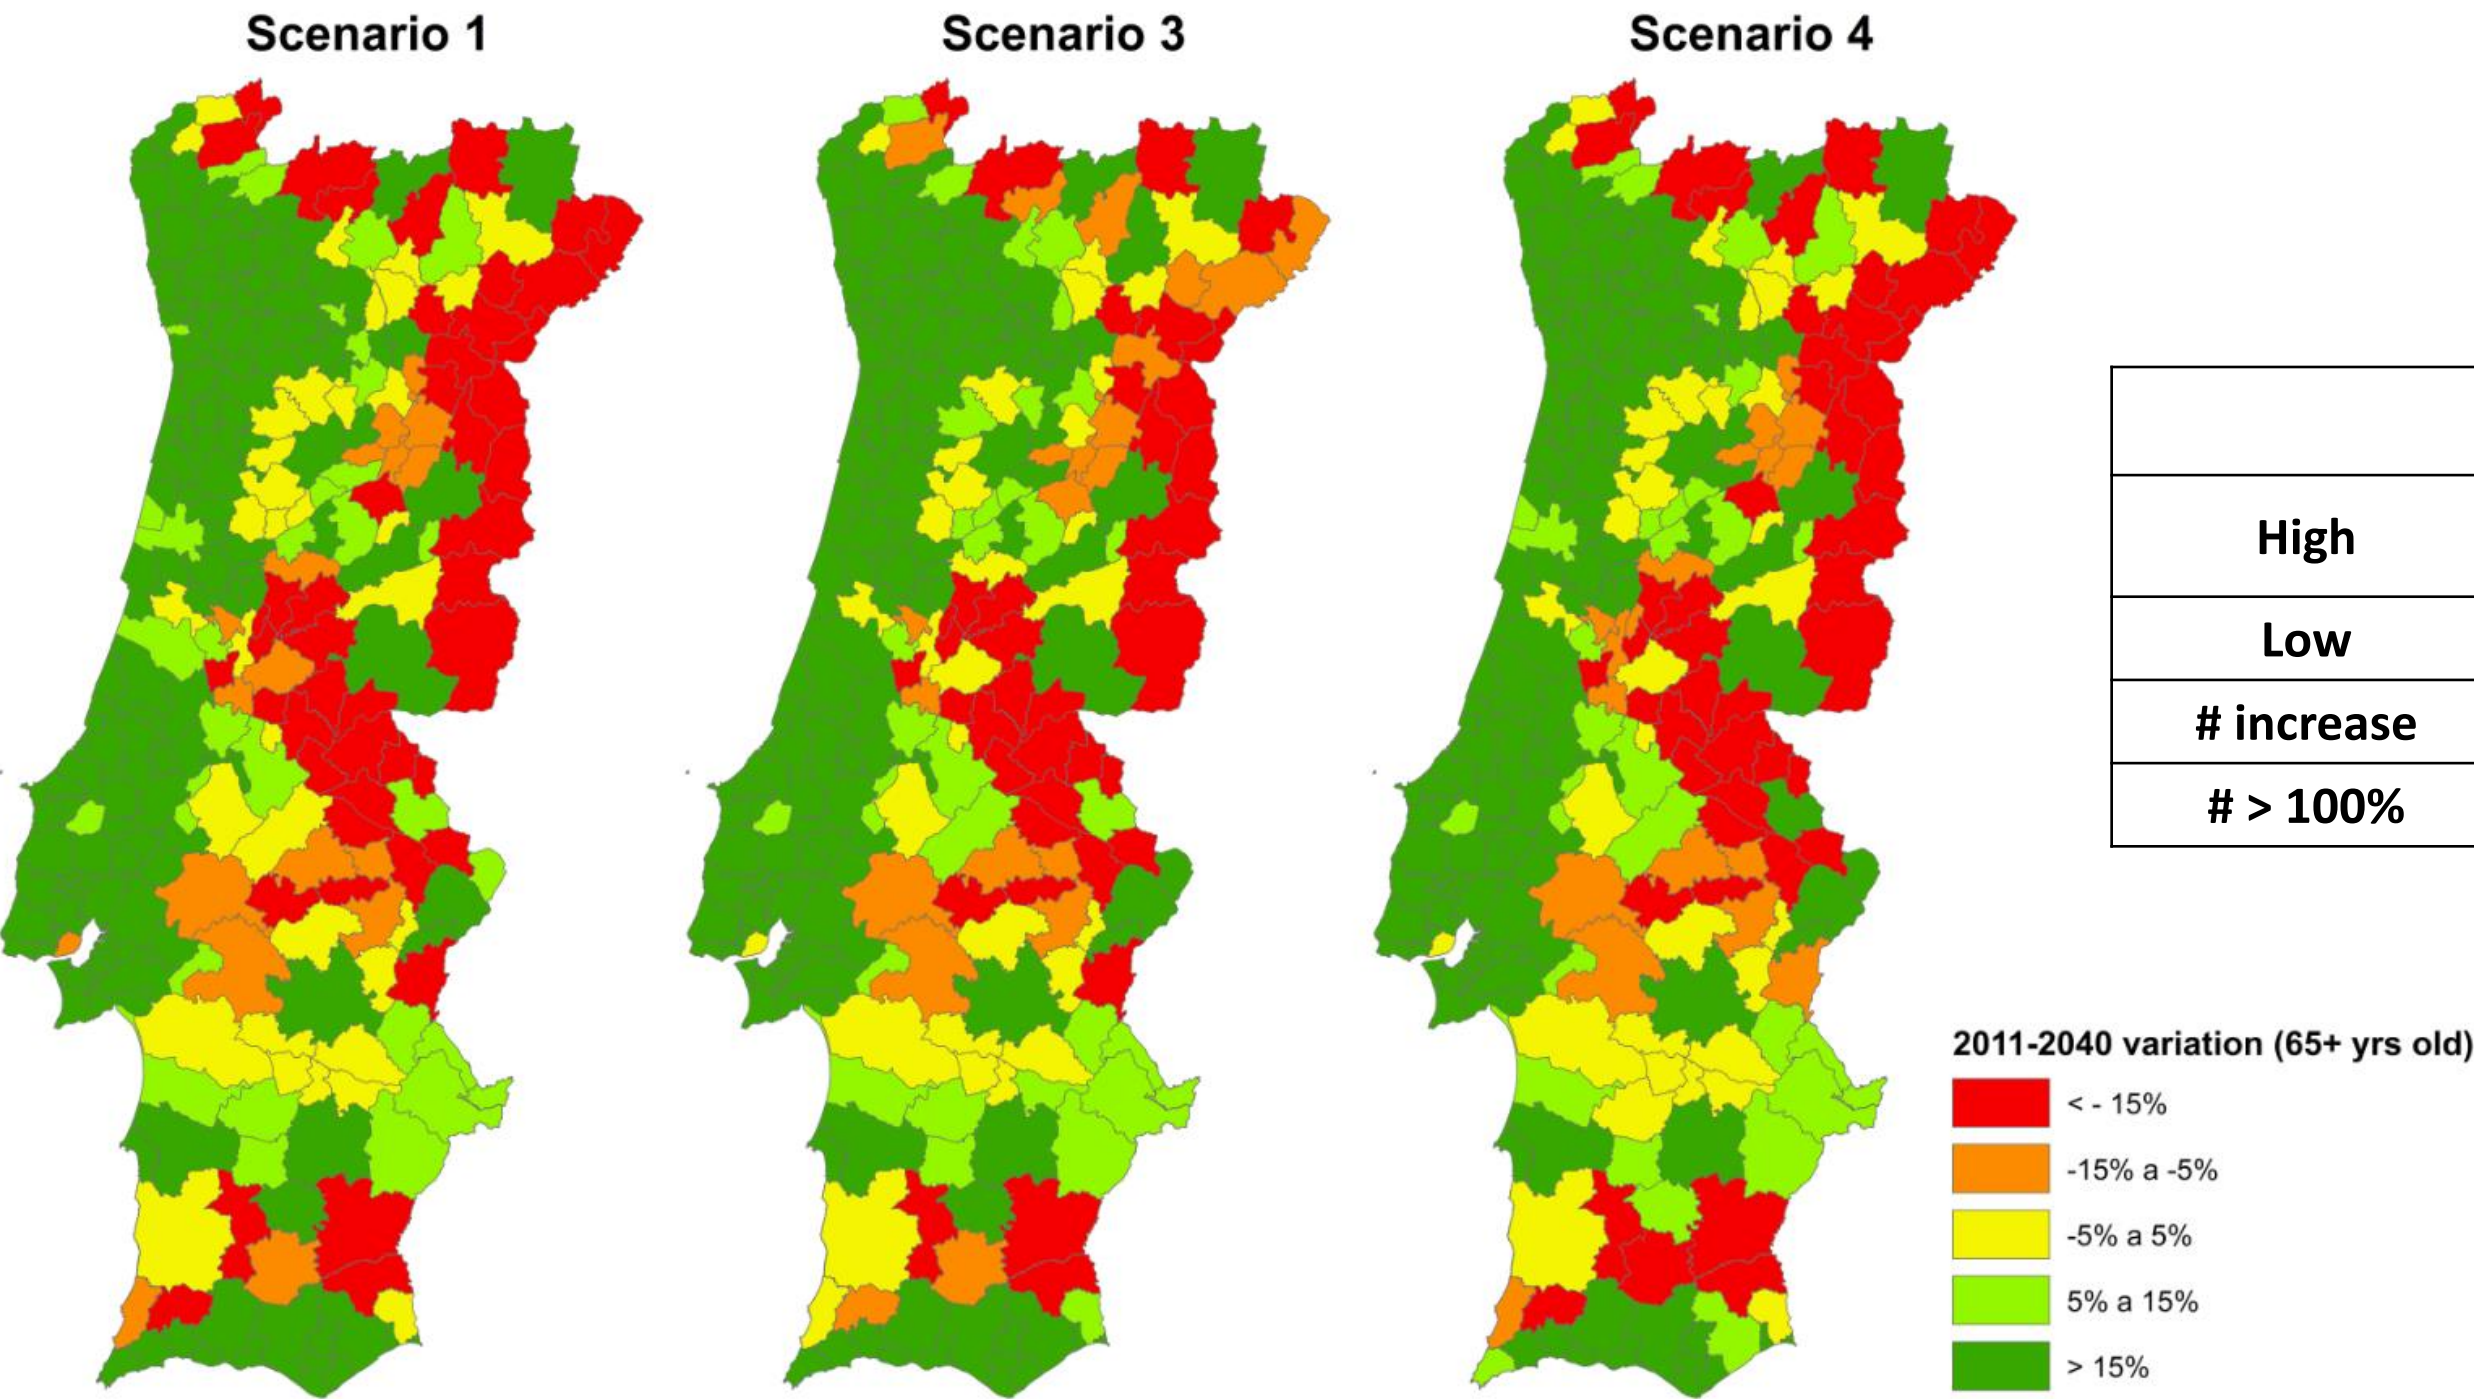 Scenario 1
Scenario 3
Scenario 4
High
Low
# increase
# > 100%
2011-2040 variation (65+ yrs old)
< - 15%
-15% a -5%
-5% a 5%
5% a 15%
> 15%